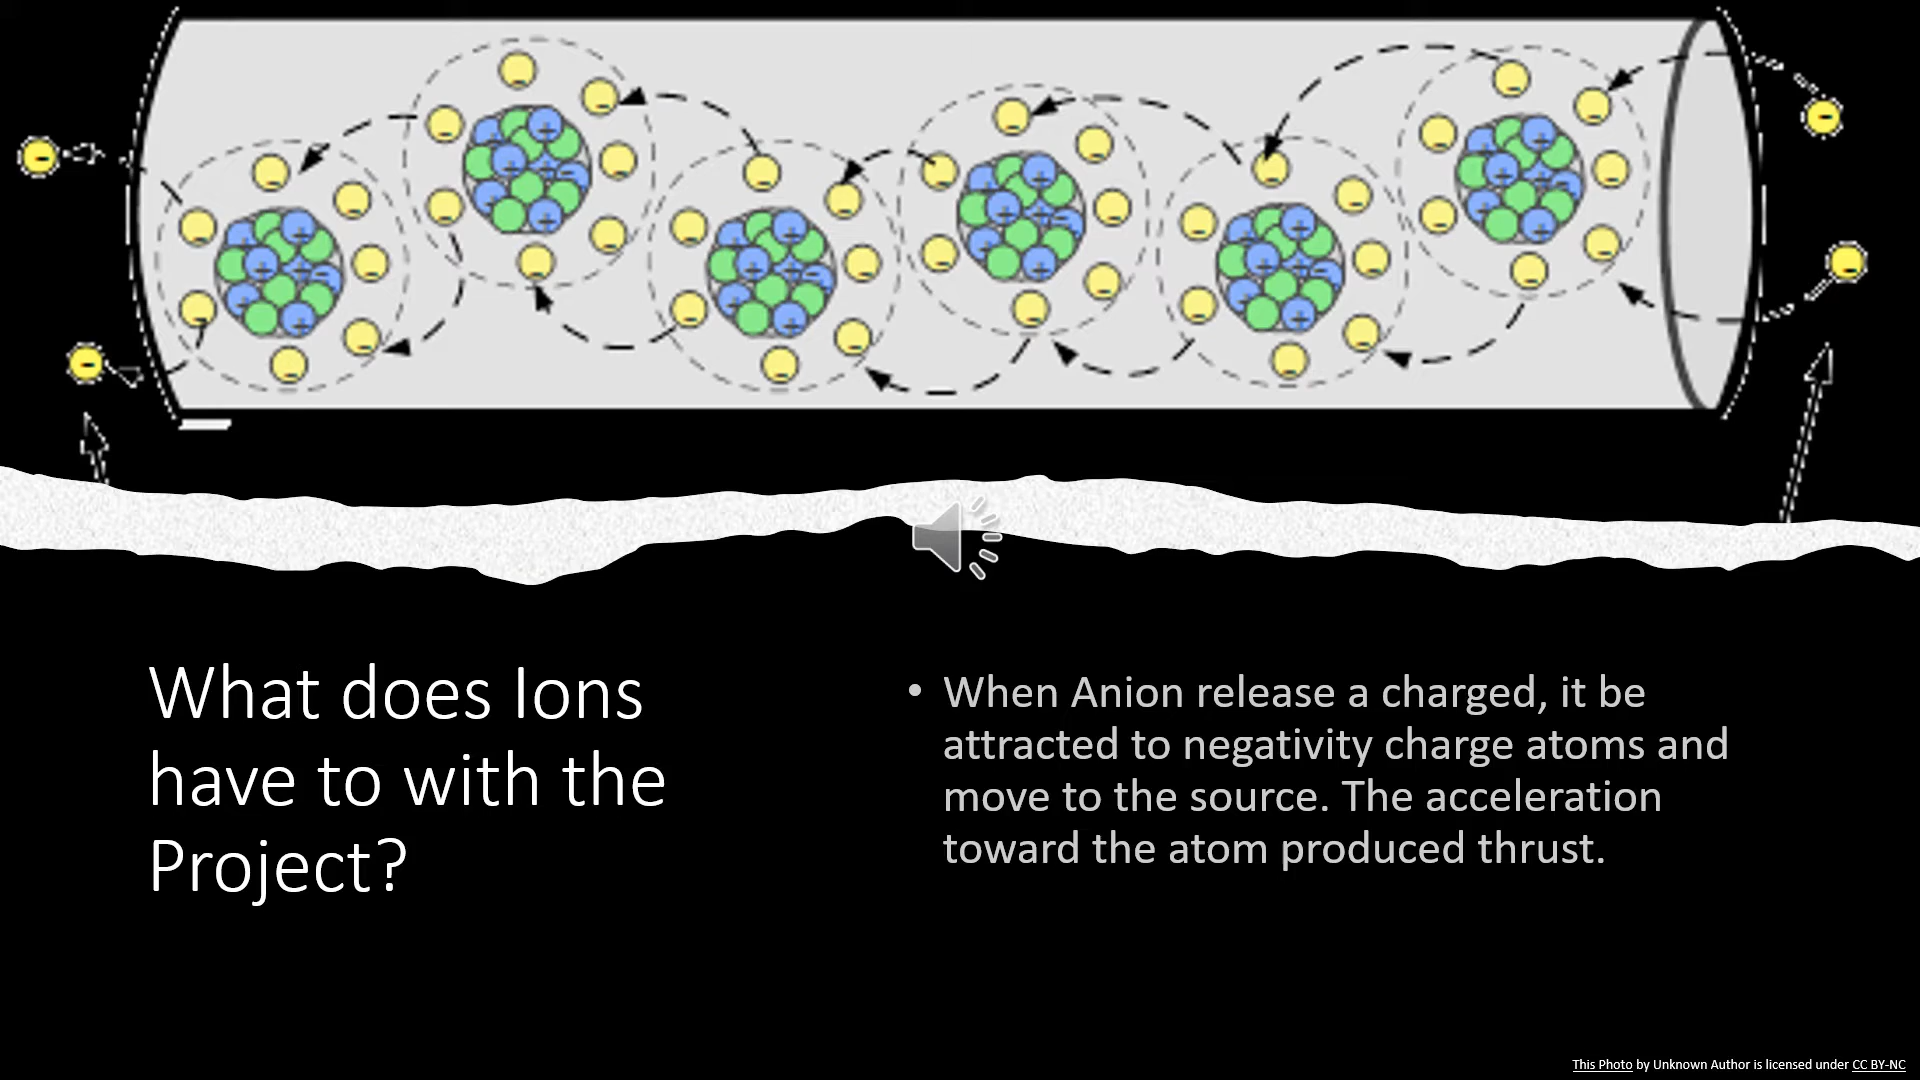 What does Ions
have to with the
Project?
• When Anion release a charged, it be
attracted to negativity charge atoms and
move to the source. The acceleration
toward the atom produced thrust.
This Photo by Unknown Author is licensed under CC BY-NC